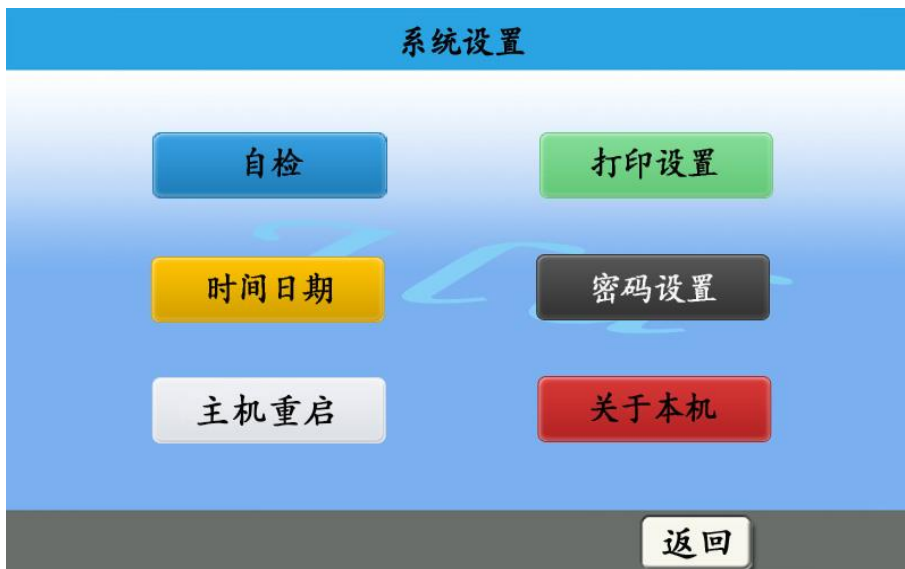 系统设置
自检
打印设置
时间日期
密码设置
主机重启
关于本机
返回